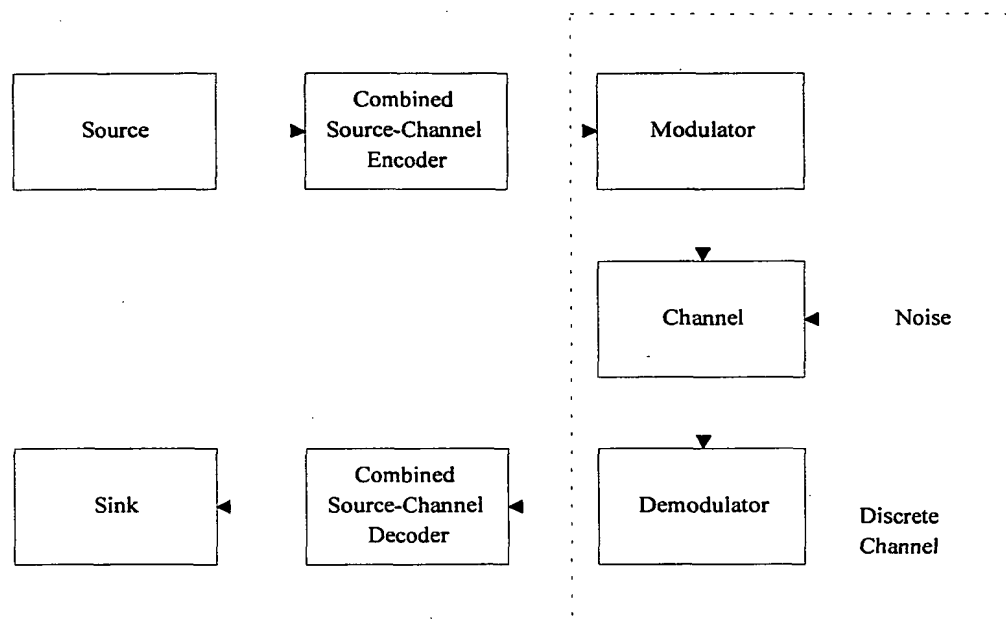 Source
Combined
Source-Channel
Encoder
Modulator
Channel
Noise
Sink
Combined
Source-Channel
Decoder
Demodulator
Discrete
Channel